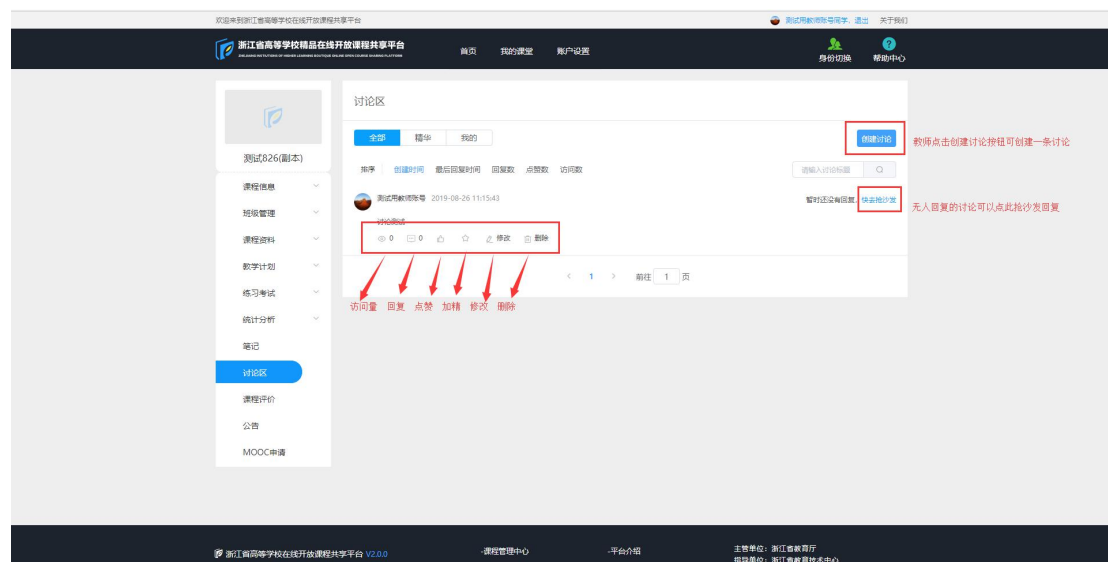 欢迎来到浙江省高等学校在线开放课程共享平台
测试用教师账号同学，退出 关于我们
浙江省高等学校精品在线开放课程共享平台
首页 我的课堂 账户设置
身份切换 帮助中心
测试826(副本)
课程信息
班级管理
课程资料
教学计划
练习考试
统计分析
笔记
讨论区
课程评价
公告
MOOC申请
讨论区
全部 精华 我的
创建讨论
教师点击创建讨论按钮可创建一条讨论
排序 创建时间 最后回复时间 回复数 点赞数 访问数
请输入讨论标题
测试用教师账号 2019-08-26 11:15:43
暂时还没有回复，快去抢沙发
无人回复的讨论可以点此抢沙发回复
讨论测试
0 0 修改 删除
< 1 > 前往 1 页
访问量 回复 点赞 加精 修改 删除
浙江省高等学校在线开放课程共享平台 V2.0.0
·课程管理中心
·平台介绍
主管单位：浙江省教育厅
指导单位：浙江省教育技术中心